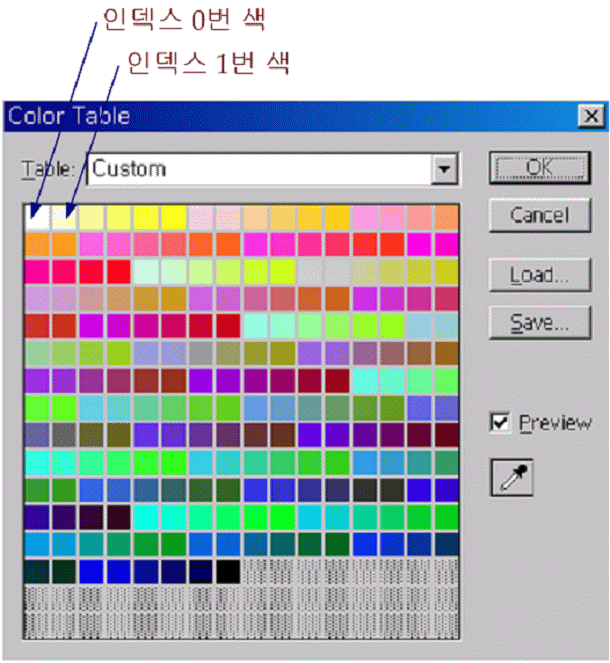 인덱스 0번 색
인덱스 1번 색
Color Table
Table: Custom
OK
Cancel
Load...
Save...
Preview